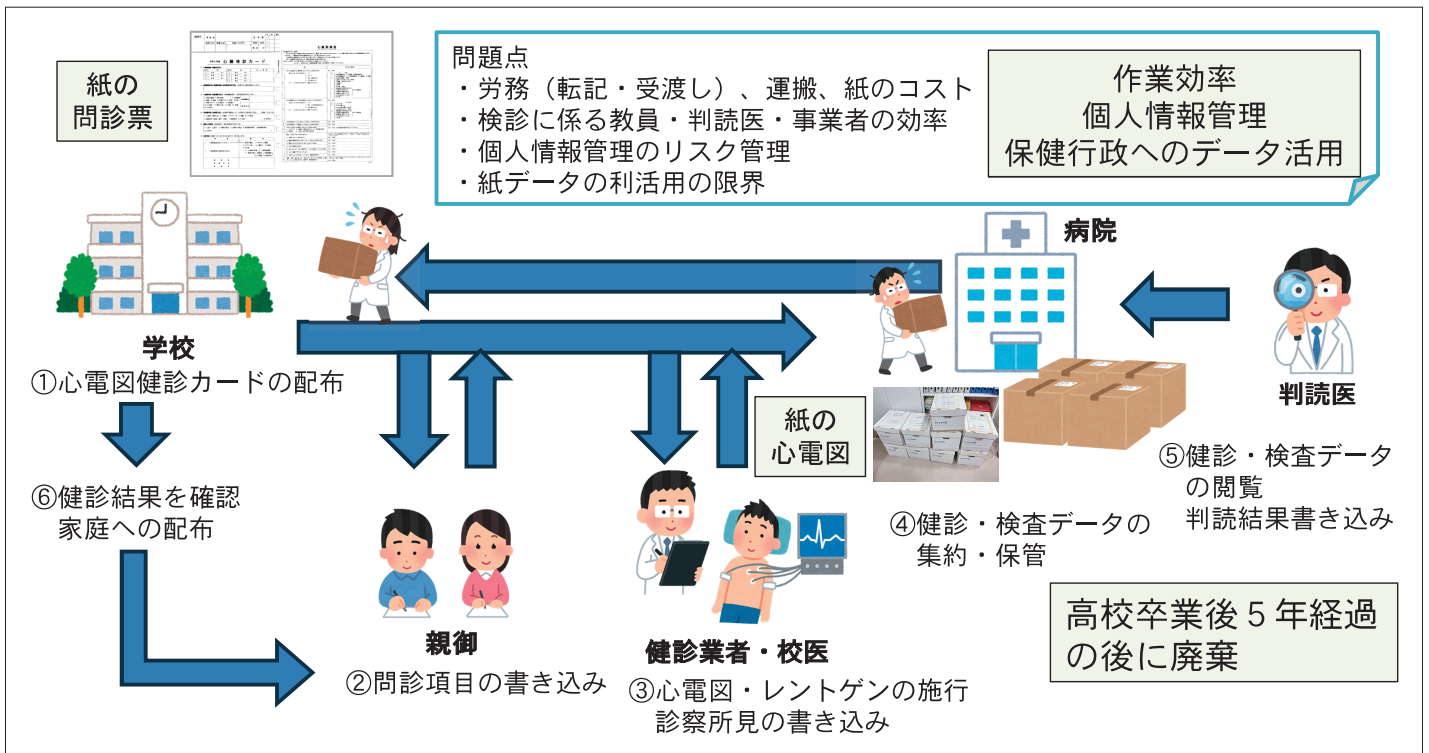 紙の
問診票
心臓検診カード
問題点
・労務（転記・受渡し）、運搬、紙のコスト
・検診に係る教員・判読医・事業者の効率
・個人情報管理のリスク管理
・紙データの利活用の限界
作業効率
個人情報管理
保健行政へのデータ活用
病院
学校
①心電図健診カードの配布
判読医
紙の
心電図
⑤健診・検査データ
の閲覧
判読結果書き込み
⑥健診結果を確認
家庭への配布
④健診・検査データの
集約・保管
高校卒業後５年経過
の後に廃棄
親御
②問診項目の書き込み
健診業者・校医
③心電図・レントゲンの施行
診察所見の書き込み